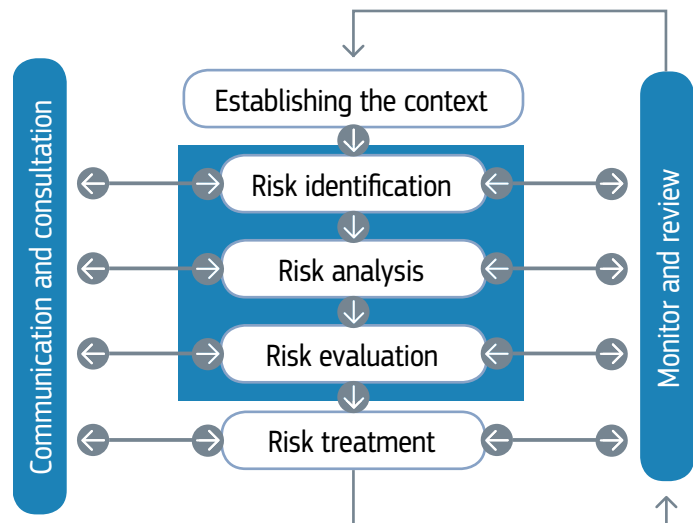 Establishing the context
Communication and consultation
Risk identification
Risk analysis
Risk evaluation
Risk treatment
Monitor and review